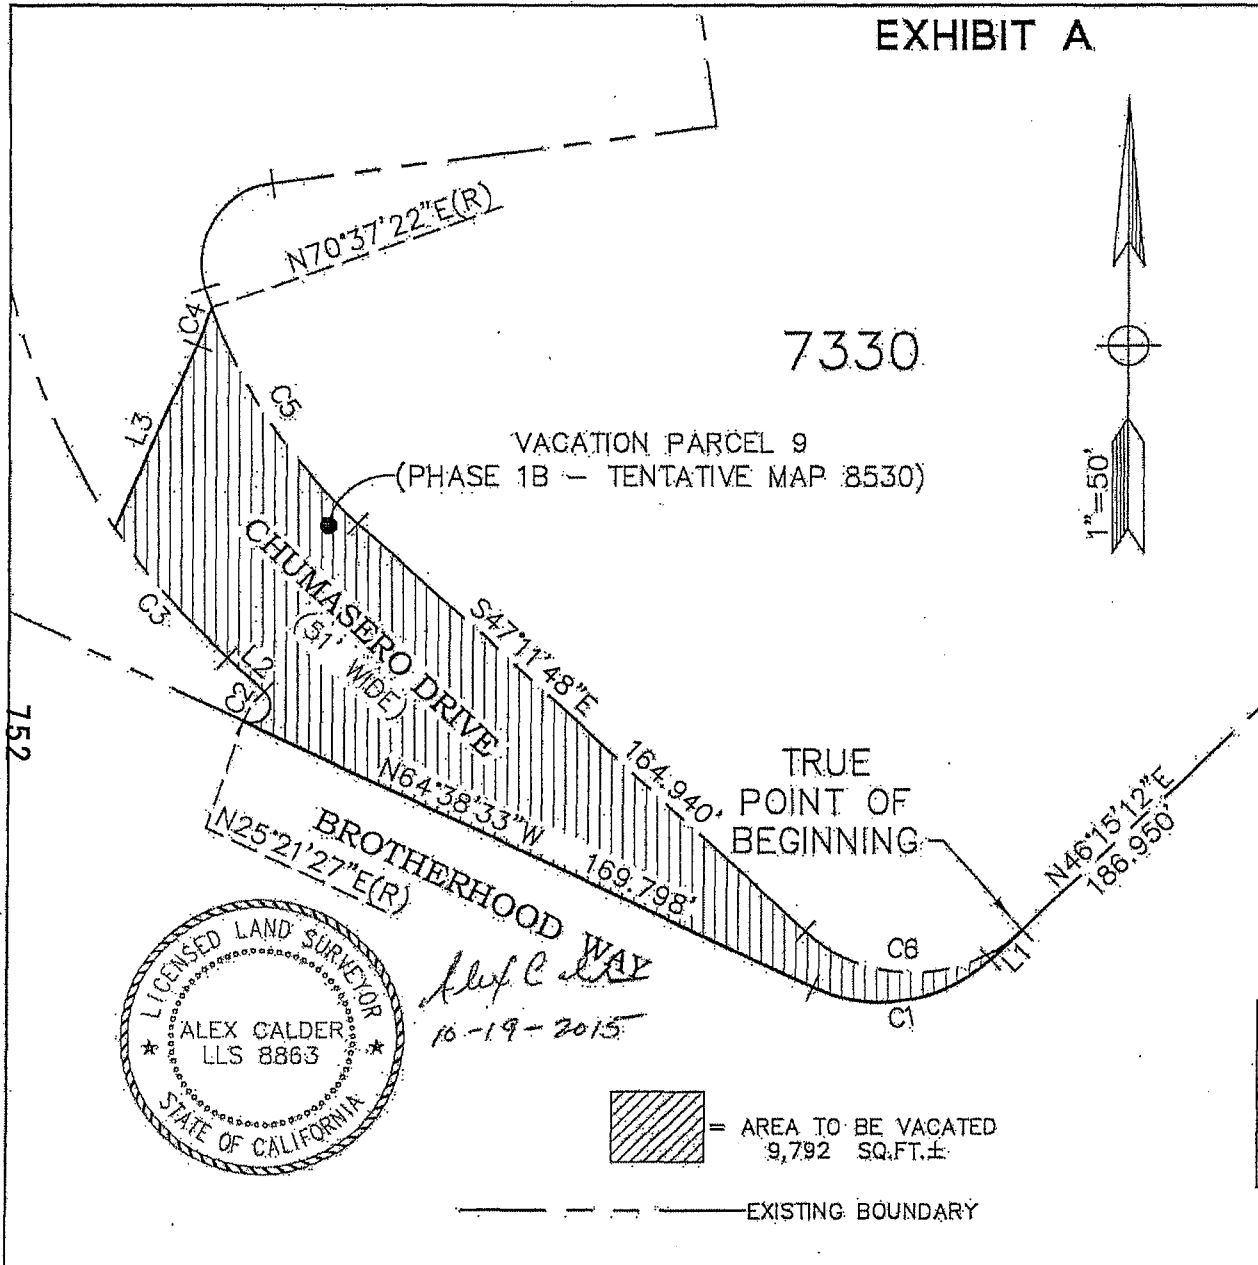 EXHIBIT A
N70°37'22"E(R)
C4
7330
C5
L3
VACATION PARCEL 9
(PHASE 1B – TENTATIVE MAP 8530)
1"=50'
CHUMASERO DRIVE
(51' WIDE)
C3
L2
C2
S47°11'48"E
164.940'
752
N64°38'33"W
169.798'
TRUE
POINT OF
BEGINNING
N46°15'12"E
186.950'
N25°21'27"E(R)
BROTHERHOOD WAY
C6
L1
C1
LICENSED LAND SURVEYOR
ALEX CALDER
LLS 8863
STATE OF CALIFORNIA
Alex C
10-19-2015
= AREA TO BE VACATED
9,792 SQ.FT.±
EXISTING BOUNDARY